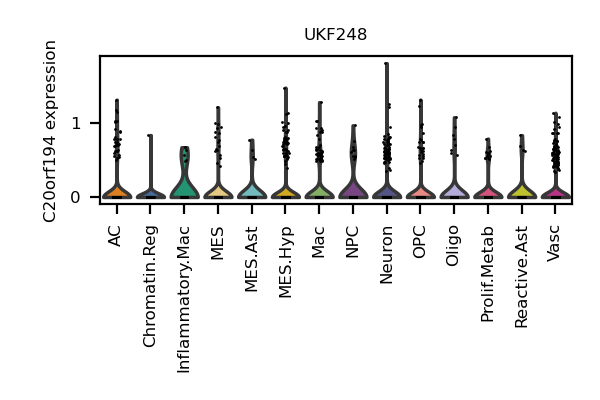 UKF248
C20orf194 expression
1
0
AC
Chromatin.Reg
Inflammatory.Mac
MES
MES.Ast
MES.Hyp
Mac
NPC
Neuron
OPC
Oligo
Prolif.Metab
Reactive.Ast
Vasc